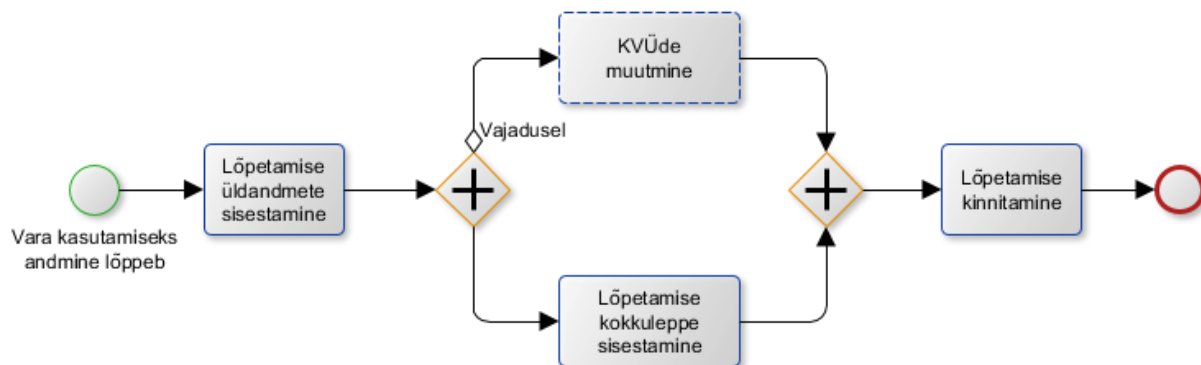 KVÜde
muutmine
Vajadusel
Lõpetamise
üldandmete
sisestamine
Vara kasutamiseks
andmine lõppeb
Lõpetamise
kokkuleppe
sisestamine
Lõpetamise
kinnitamine